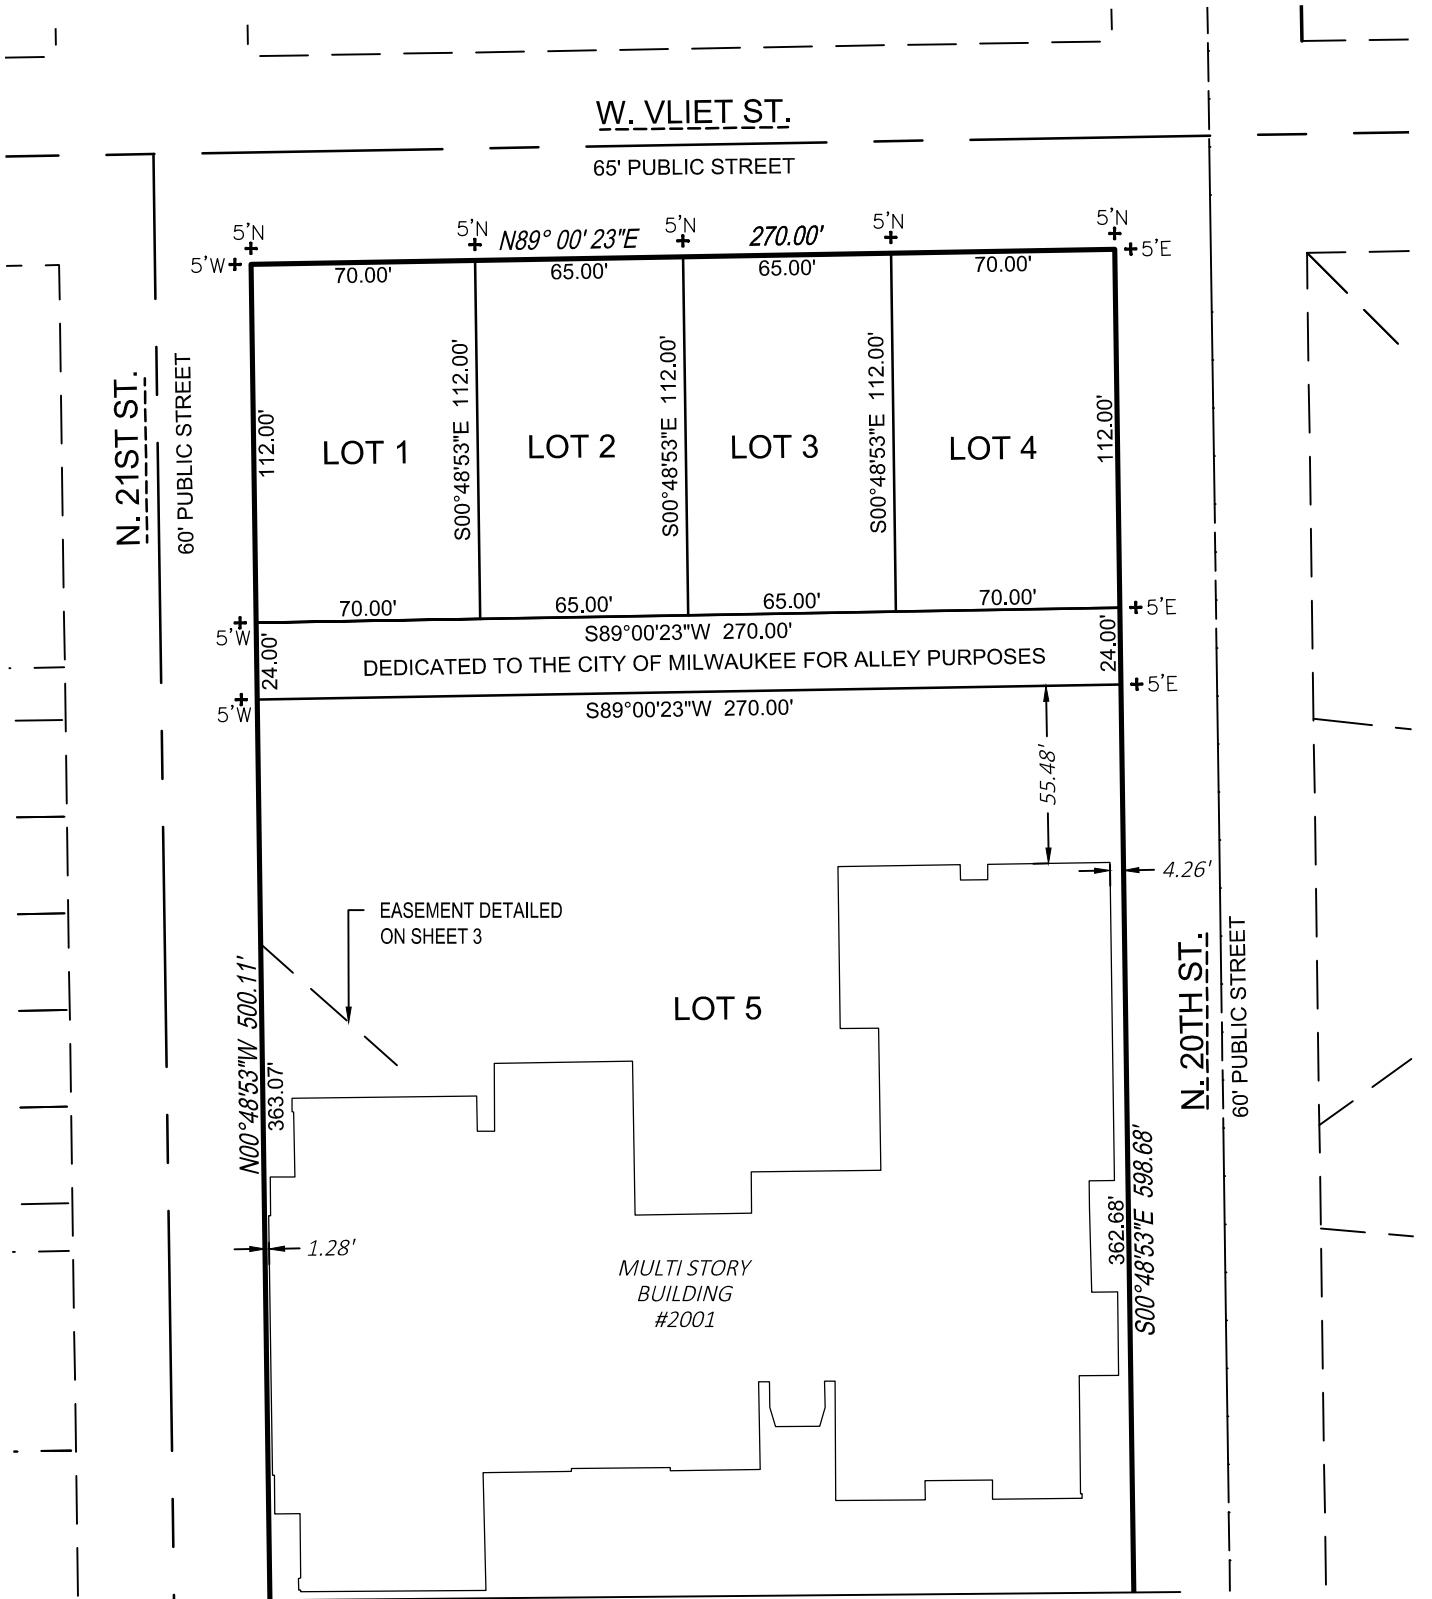 W. VLIET ST.
65' PUBLIC STREET
5'N
5'N
5'N
5'N
5'N
N89° 00' 23"E
270.00'
5'W
5'E
70.00'
65.00'
65.00'
70.00'
N. 21ST ST.
60' PUBLIC STREET
112.00'
S00°48'53"E 112.00'
S00°48'53"E 112.00'
S00°48'53"E 112.00'
112.00'
LOT 1
LOT 2
LOT 3
LOT 4
70.00'
65.00'
65.00'
70.00'
5'W
5'E
S89°00'23"W 270.00'
24.00'
24.00'
DEDICATED TO THE CITY OF MILWAUKEE FOR ALLEY PURPOSES
5'W
5'E
S89°00'23"W 270.00'
55.48'
4.26'
EASEMENT DETAILED
ON SHEET 3
LOT 5
N00°48'53"W 500.11'
363.07'
N. 20TH ST.
60' PUBLIC STREET
362.68'
S00°48'53"E 598.68'
1.28'
MULTI STORY
BUILDING
#2001